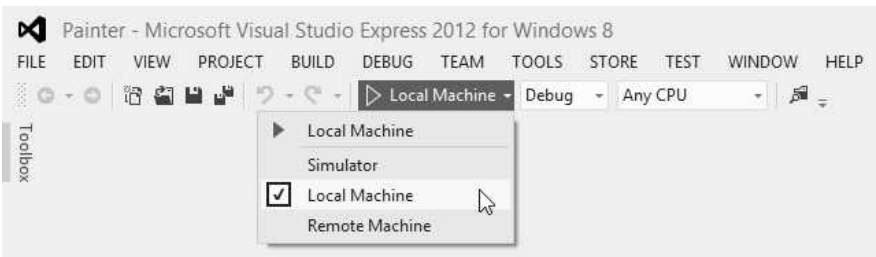 Painter - Microsoft Visual Studio Express 2012 for Windows 8
FILE EDIT VIEW PROJECT BUILD DEBUG TEAM TOOLS STORE TEST WINDOW HELP
Local Machine Debug Any CPU
Toolbox
Local Machine
Simulator
Local Machine
Remote Machine